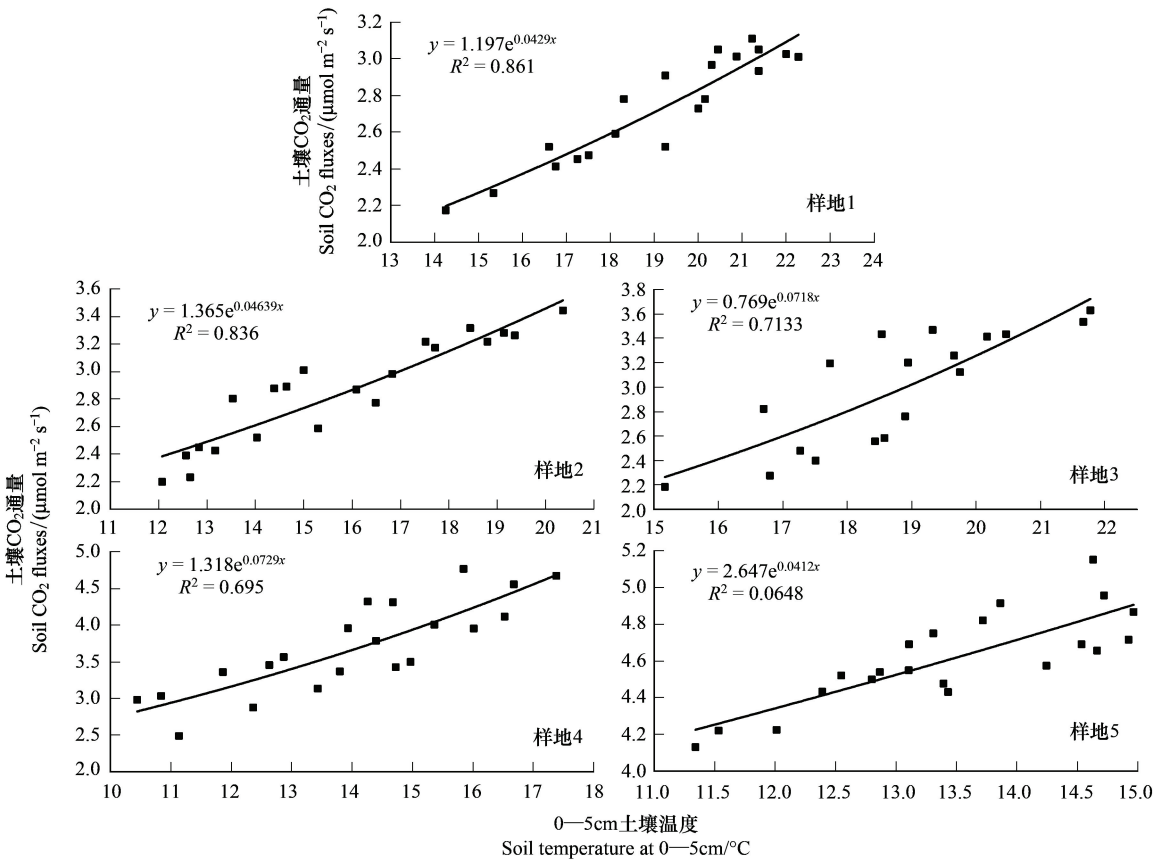 土壤CO₂通量
Soil CO₂ fluxes/(μmol m⁻² s⁻¹)
3.2
3.0
2.8
2.6
2.4
2.2
2.0
y = 1.197e^0.0429x
R² = 0.861
样地1
13 14 15 16 17 18 19 20 21 22 23 24
土壤CO₂通量
Soil CO₂ fluxes/(μmol m⁻² s⁻¹)
3.6
3.4
3.2
3.0
2.8
2.6
2.4
2.2
2.0
y = 1.365e^0.04639x
R² = 0.836
样地2
11 12 13 14 15 16 17 18 19 20 21
3.8
3.6
3.4
3.2
3.0
2.8
2.6
2.4
2.2
2.0
y = 0.769e^0.0718x
R² = 0.7133
样地3
15 16 17 18 19 20 21 22
5.0
4.5
4.0
3.5
3.0
2.5
2.0
y = 1.318e^0.0729x
R² = 0.695
样地4
10 11 12 13 14 15 16 17 18
5.2
5.0
4.8
4.6
4.4
4.2
4.0
y = 2.647e^0.0412x
R² = 0.0648
样地5
11.0 11.5 12.0 12.5 13.0 13.5 14.0 14.5 15.0
0—5cm土壤温度
Soil temperature at 0—5cm/°C